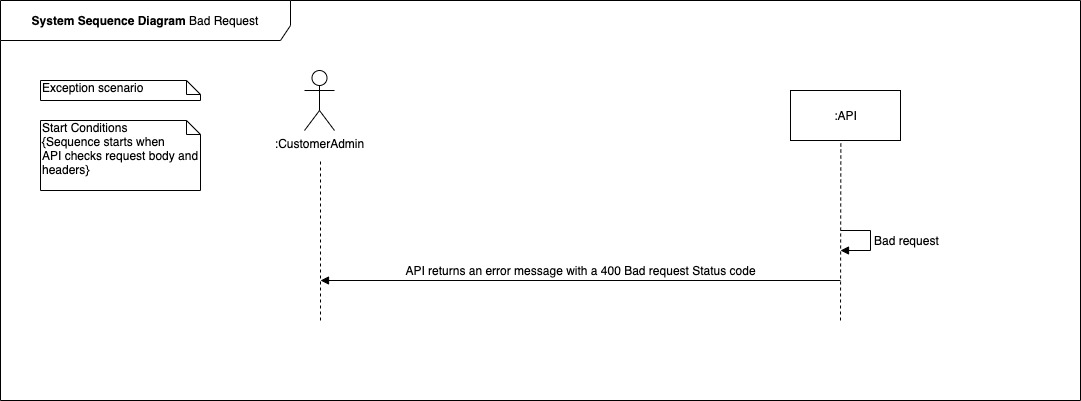 System Sequence Diagram Bad Request
Exception scenario
Start Conditions
{Sequence starts when
API checks request body and
headers}
:CustomerAdmin
:API
Bad request
API returns an error message with a 400 Bad request Status code